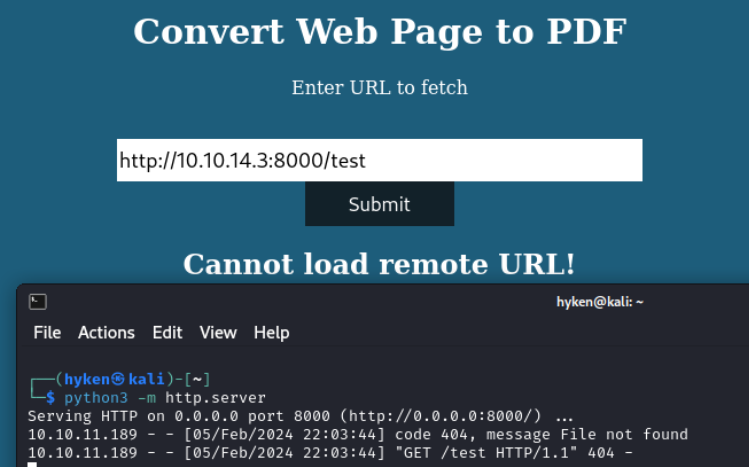 Convert Web Page to PDF
Enter URL to fetch
http://10.10.14.3:8000/test
Submit
Cannot load remote URL!
hyken@kali: ~
File Actions Edit View Help
┌──(hyken㉿kali)-[~]
└─$ python3 -m http.server
Serving HTTP on 0.0.0.0 port 8000 (http://0.0.0.0:8000/) ...
10.10.11.189 - - [05/Feb/2024 22:03:44] code 404, message File not found
10.10.11.189 - - [05/Feb/2024 22:03:44] "GET /test HTTP/1.1" 404 -